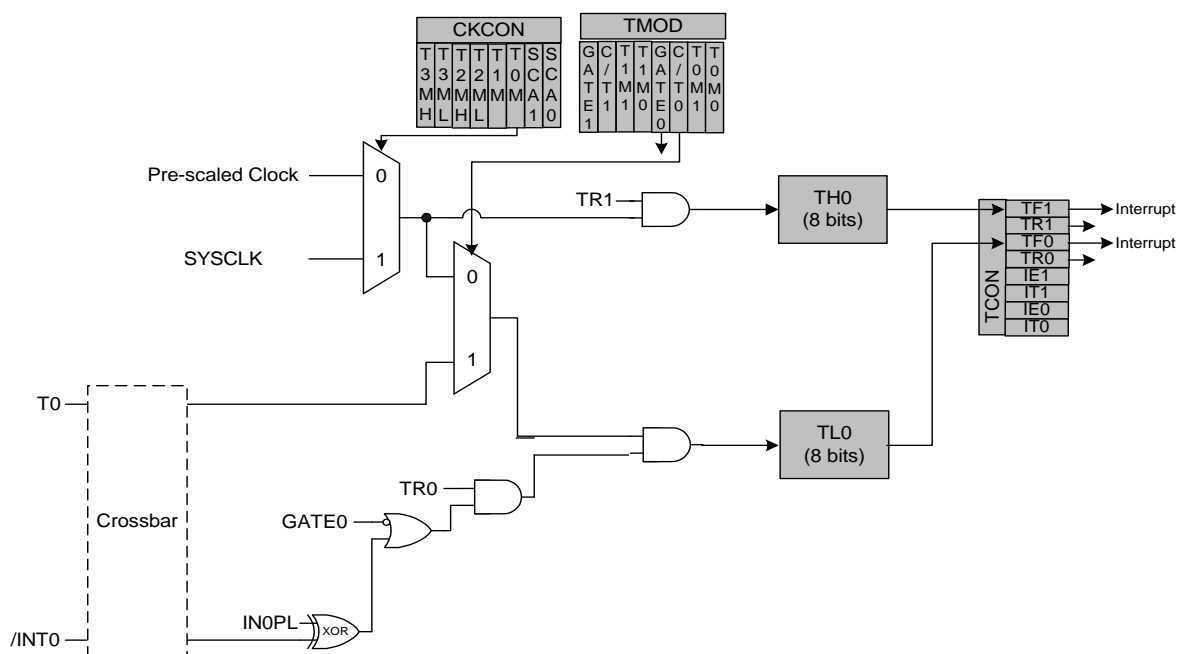 CKCON
T3MH
T3ML
T2MH
T2ML
T1M
T0M
SCA1
SCA0
TMOD
GATE1
C/T1
T1M1
T1M0
GATE0
C/T0
T0M1
T0M0
Pre-scaled Clock
0
SYSCLK
1
TR1
TH0
(8 bits)
TCON
TF1
TR1
TF0
TR0
IE1
IT1
IE0
IT0
Interrupt
Interrupt
0
1
T0
Crossbar
/INT0
TL0
(8 bits)
TR0
GATE0
IN0PL
XOR